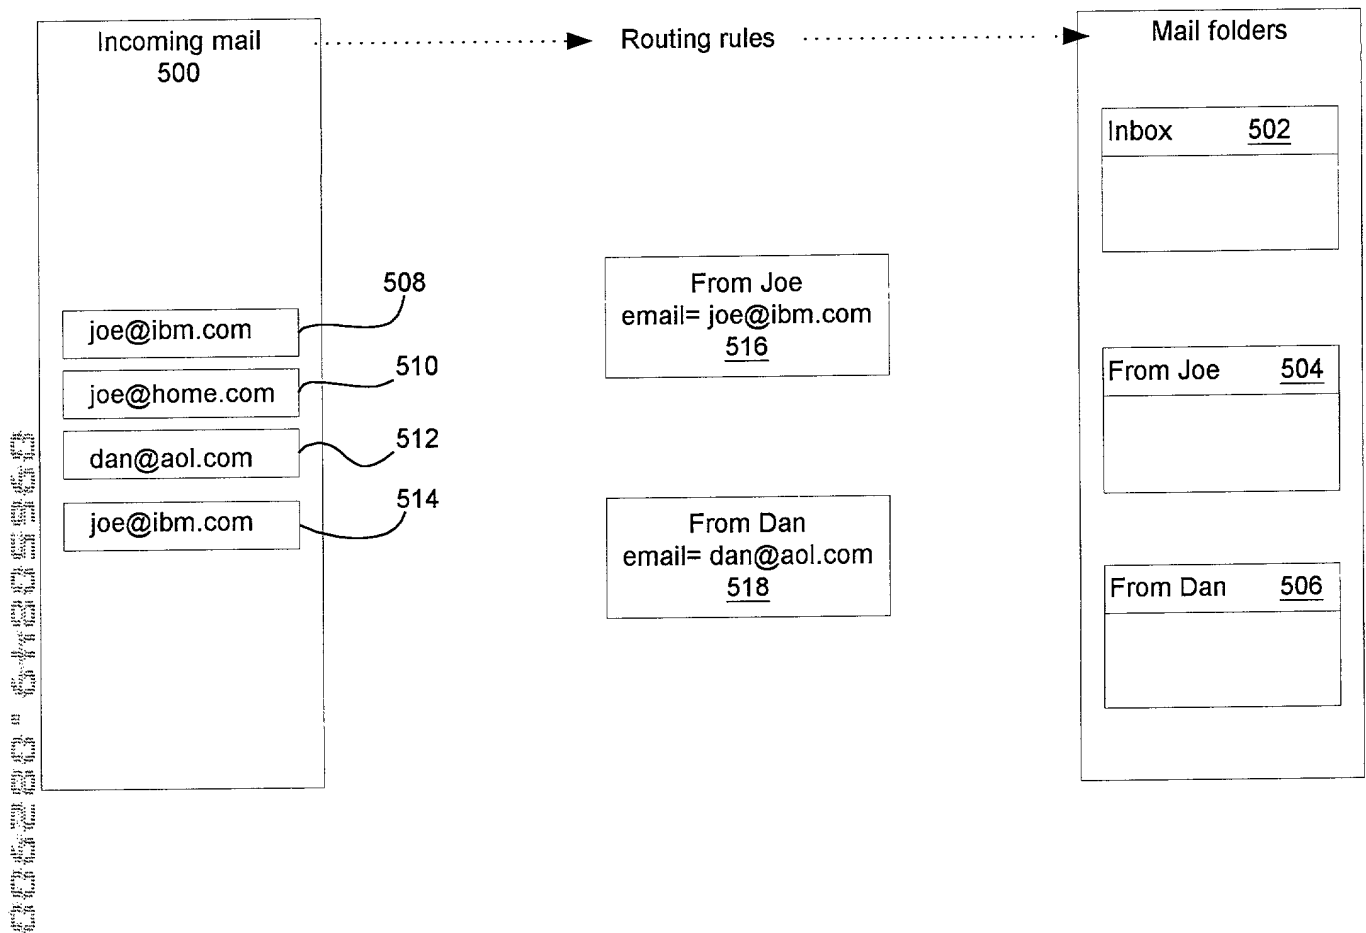 Incoming mail
500
Routing rules
Mail folders
Inbox 502
508
joe@ibm.com
510
joe@home.com
512
dan@aol.com
514
joe@ibm.com
From Joe
email= joe@ibm.com
516
From Dan
email= dan@aol.com
518
From Joe 504
From Dan 506